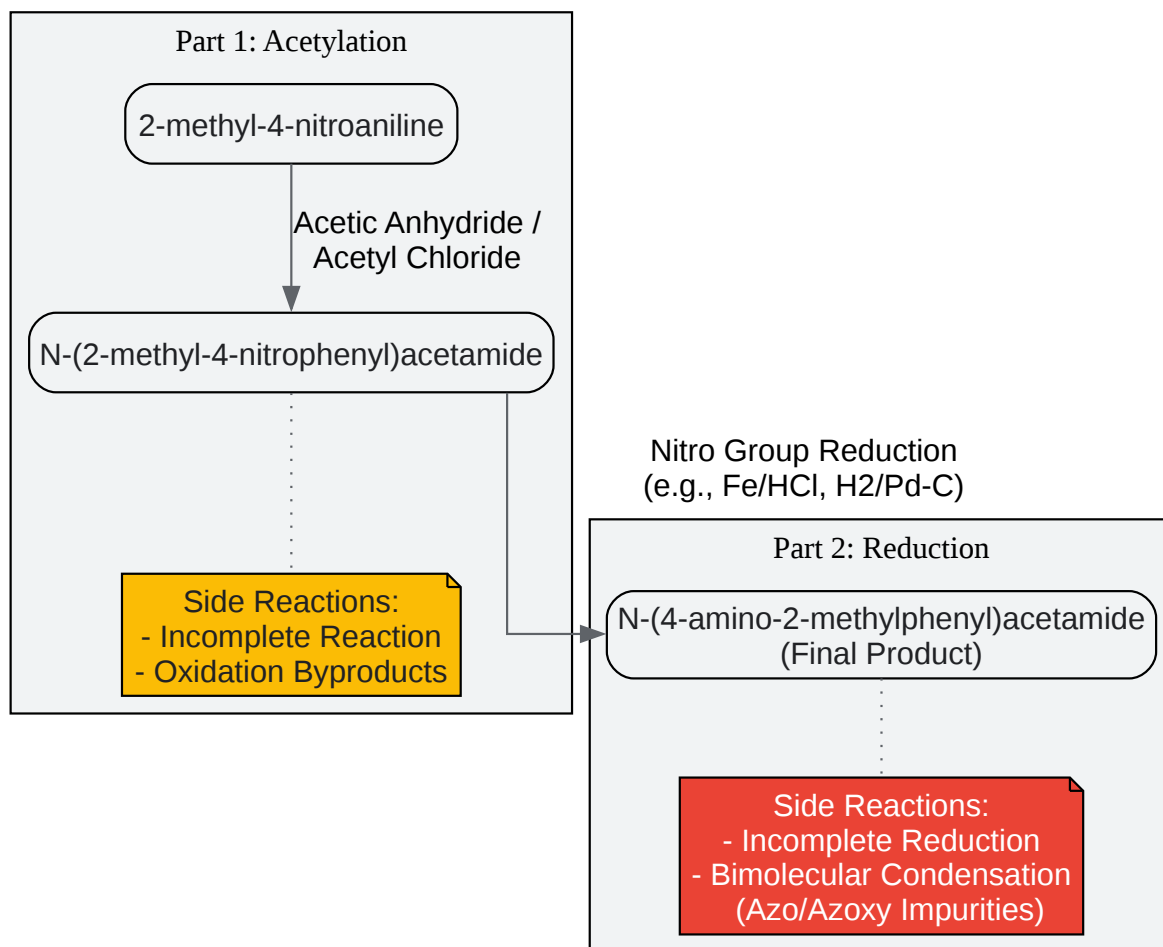 Part 1: Acetylation
2-methyl-4-nitroaniline
Acetic Anhydride /
Acetyl Chloride
N-(2-methyl-4-nitrophenyl)acetamide
Side Reactions:
- Incomplete Reaction
- Oxidation Byproducts
Nitro Group Reduction
(e.g., Fe/HCl, H2/Pd-C)
Part 2: Reduction
N-(4-amino-2-methylphenyl)acetamide
(Final Product)
Side Reactions:
- Incomplete Reduction
- Bimolecular Condensation
(Azo/Azoxy Impurities)